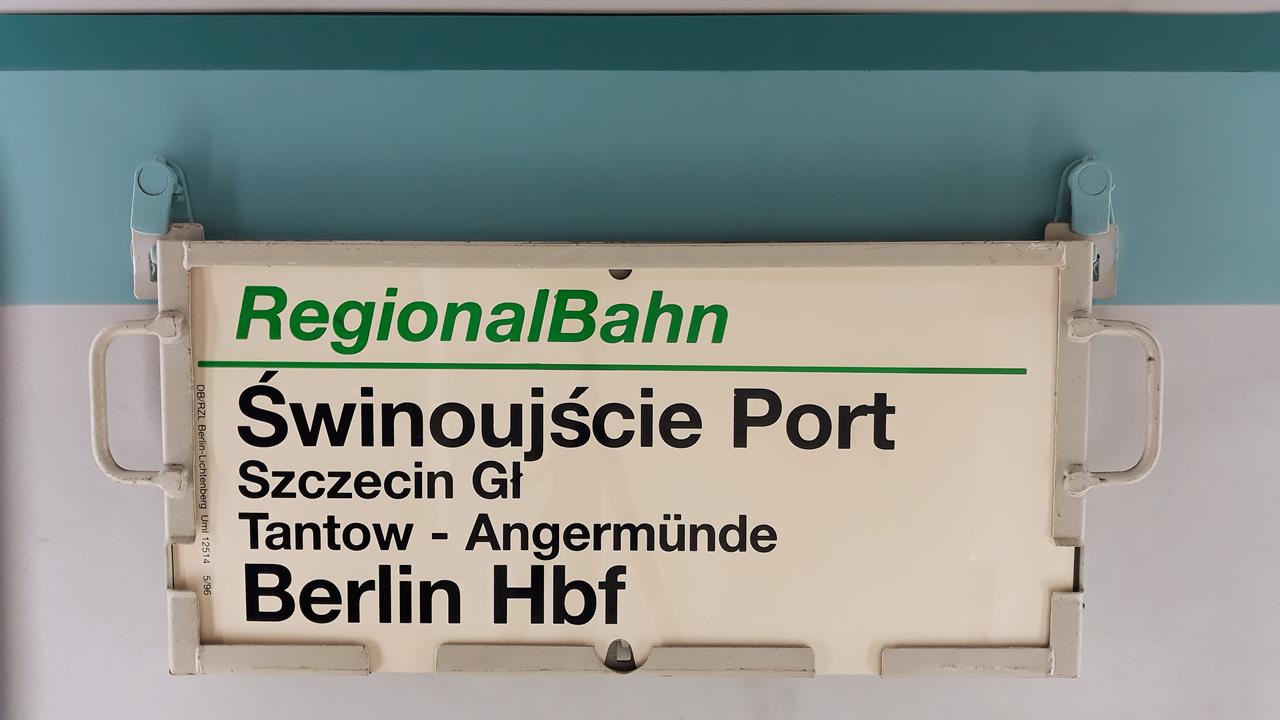 RegionalBahn
Świnoujście Port
Szczecin Gł
Tantow - Angermünde
Berlin Hbf
DB/RZL Berlin-Lichtenberg Uml 12514 5/96